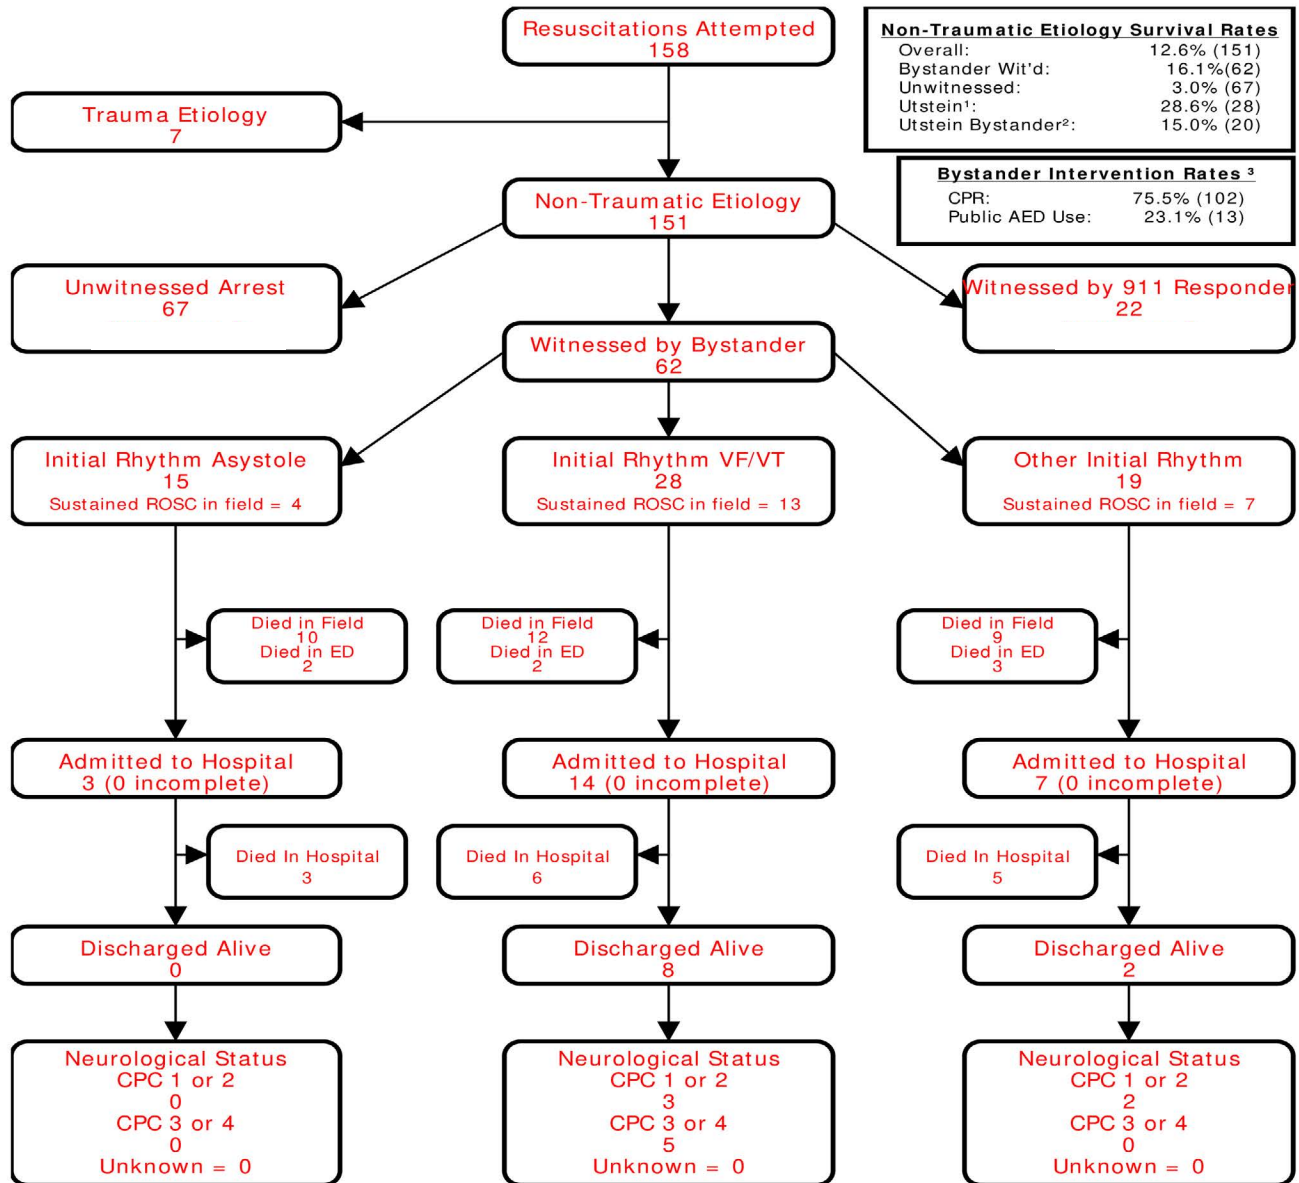 Resuscitations Attempted
158
Non-Traumatic Etiology Survival Rates
Overall: 12.6% (151)
Bystander Wit'd: 16.1%(62)
Unwitnessed: 3.0% (67)
Utstein¹: 28.6% (28)
Utstein Bystander²: 15.0% (20)
Bystander Intervention Rates ³
CPR: 75.5% (102)
Public AED Use: 23.1% (13)
Trauma Etiology
7
Non-Traumatic Etiology
151
Unwitnessed Arrest
67
Witnessed by Bystander
62
Witnessed by 911 Responder
22
Initial Rhythm Asystole
15
Sustained ROSC in field = 4
Initial Rhythm VF/VT
28
Sustained ROSC in field = 13
Other Initial Rhythm
19
Sustained ROSC in field = 7
Died in Field
10
Died in ED
2
Died in Field
12
Died in ED
2
Died in Field
9
Died in ED
3
Admitted to Hospital
3 (0 incomplete)
Admitted to Hospital
14 (0 incomplete)
Admitted to Hospital
7 (0 incomplete)
Died In Hospital
3
Died In Hospital
6
Died In Hospital
5
Discharged Alive
0
Discharged Alive
8
Discharged Alive
2
Neurological Status
CPC 1 or 2
0
CPC 3 or 4
0
Unknown = 0
Neurological Status
CPC 1 or 2
3
CPC 3 or 4
5
Unknown = 0
Neurological Status
CPC 1 or 2
2
CPC 3 or 4
0
Unknown = 0